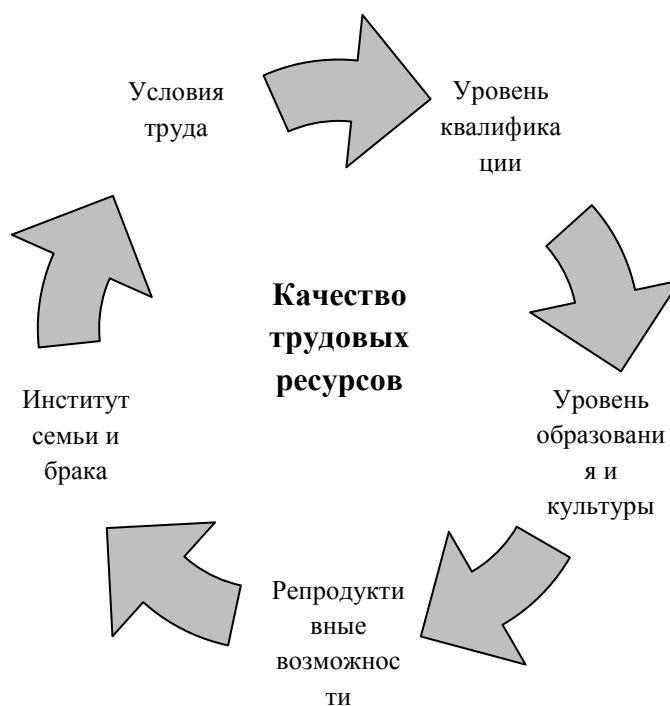 Условия
труда
Уровень
квалифика
ции
Качество
трудовых
ресурсов
Институт
семьи и
брака
Уровень
образовани
я и
культуры
Репродукти
вные
возможнос
ти